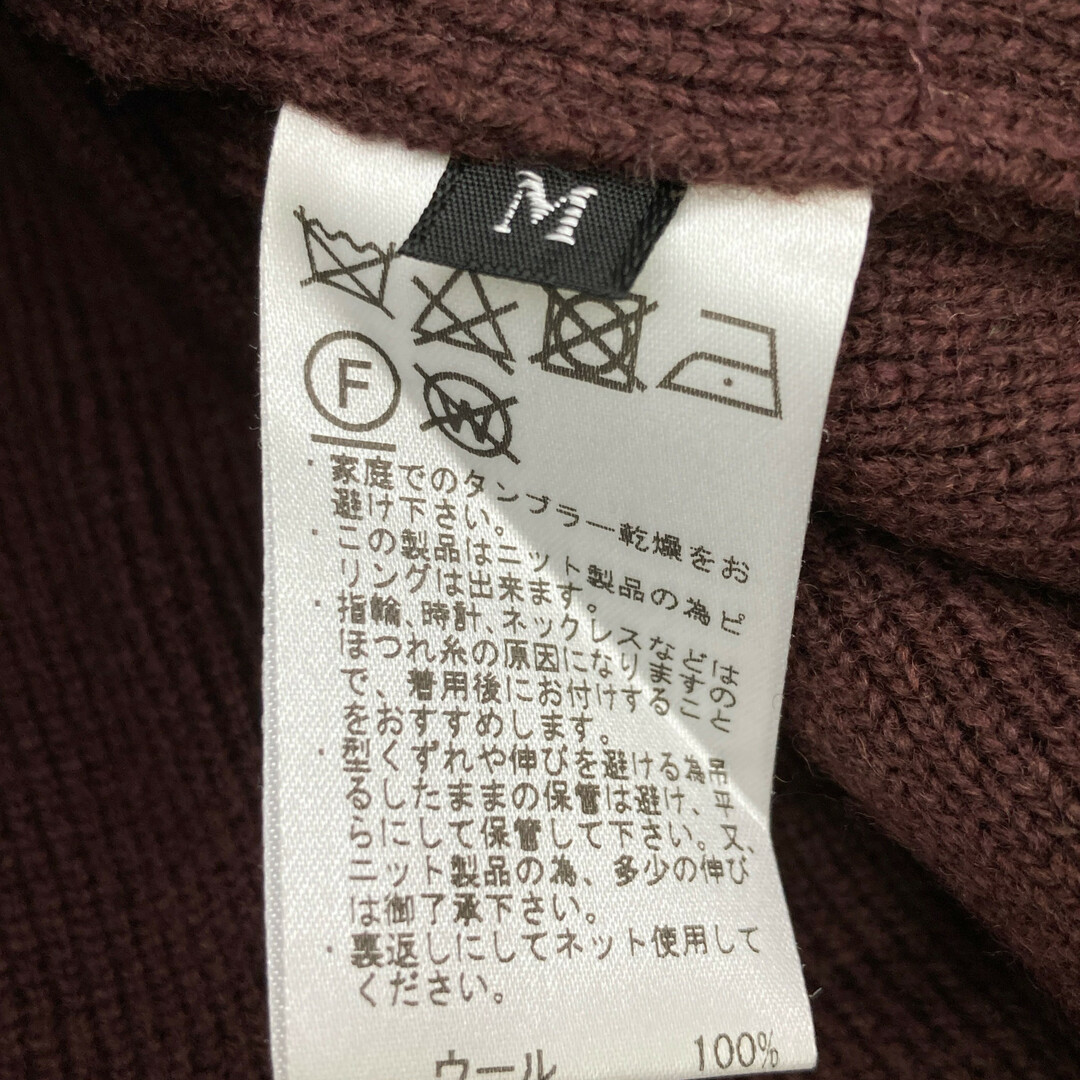 M
F
W
・家庭でのタンブラー乾燥をお
避け下さい。
・この製品はニット製品の為ピ
リングは出来ます。
・指輪、時計、ネックレスなどは
ほつれ糸の原因になりますの
で、着用後にお付けすること
をおすすめします。
・型くずれや伸びを避ける為吊
るしたままの保管は避け、平
らにして保管して下さい。又、
ニット製品の為、多少の伸び
は御了承下さい。
・裏返しにしてネット使用して
ください。
ウール 100%